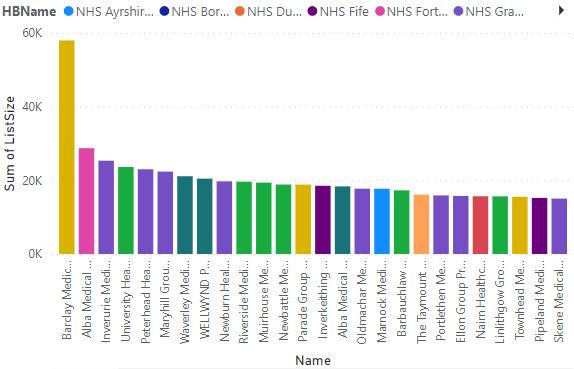 HBName NHS Ayrshir... NHS Bor... NHS Du... NHS Fife NHS Fort... NHS Gra...
60K
40K
20K
0K
Sum of ListSize
Barclay Medic...
Alba Medical ...
Inverurie Medi...
University Hea...
Peterhead Hea...
Maryhill Grou...
Waverley Medi...
WELLWYND P...
Newburn Heal...
Riverside Medi...
Muirhouse Me...
Newbattle Me...
Parade Group ...
Inverkeithing ...
Alba Medical ...
Oldmachar Me...
Marnock Medi...
Barbauchlaw ...
The Taymount ...
Portlethen Me...
Ellon Group Pr...
Nairn Healthc...
Linlithgow Gro...
Townhead Me...
Pipeland Medi...
Skene Medical...
Name